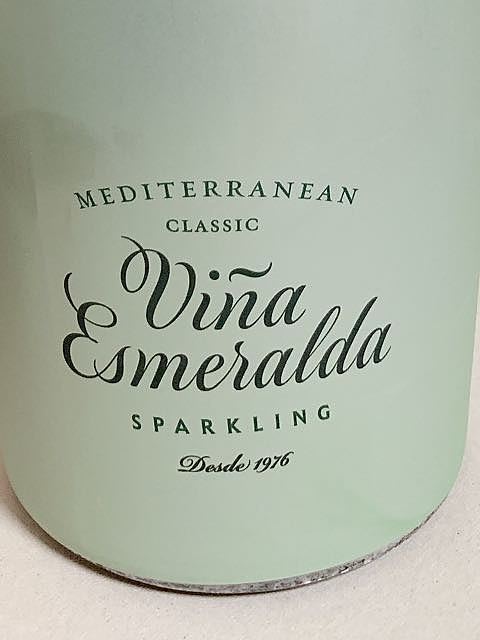 MEDITERRANEAN
CLASSIC
Viña
Esmeralda
SPARKLING
Desde 1976